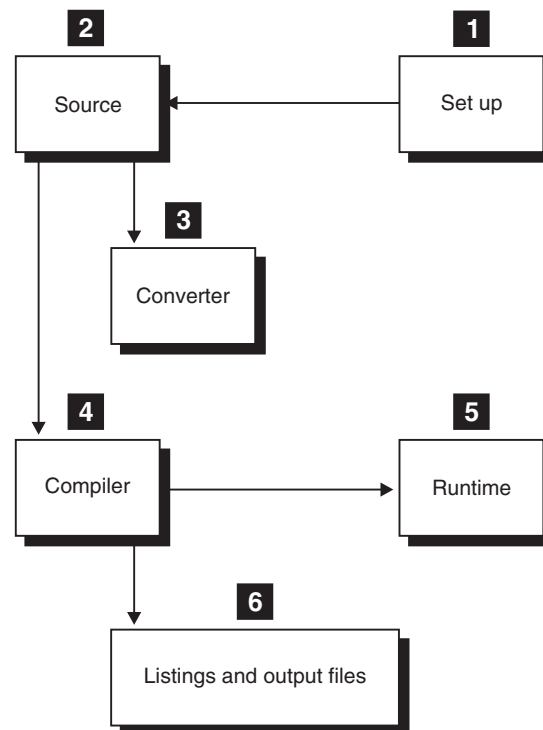 2
1
Source
Set up
3
Converter
4
5
Compiler
Runtime
6
Listings and output files